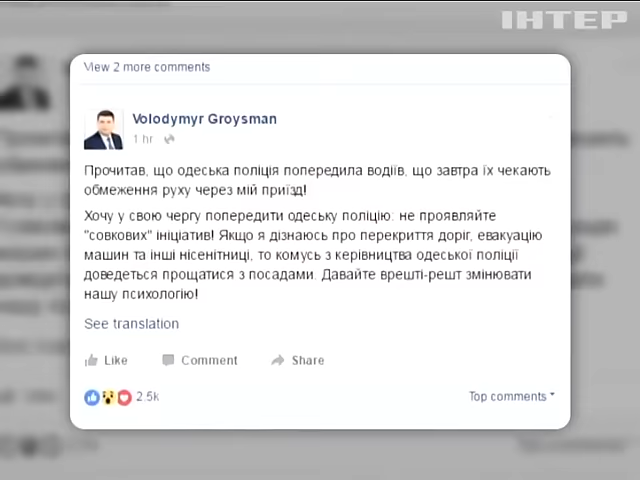 ІНТЕР
View 2 more comments
Volodymyr Groysman
1 hr
Прочитав, що одеська поліція попередила водіїв, що завтра їх чекають
обмеження руху через мій приїзд!
Хочу у свою чергу попередити одеську поліцію: не проявляйте
"совкових" ініціатив! Якщо я дізнаюсь про перекриття доріг, евакуацію
машин та інші нісенітниці, то комусь з керівництва одеської поліції
доведеться прощатися з посадами. Давайте врешті-решт змінювати
нашу психологію!
See translation
Like Comment Share
2.5k Top comments